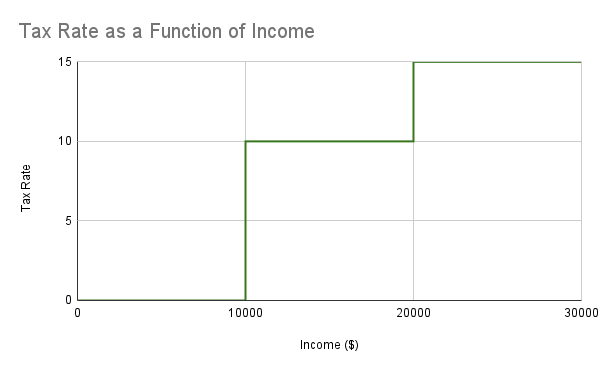 Tax Rate as a Function of Income
15
10
5
0
Tax Rate
0 10000 20000 30000
Income ($)